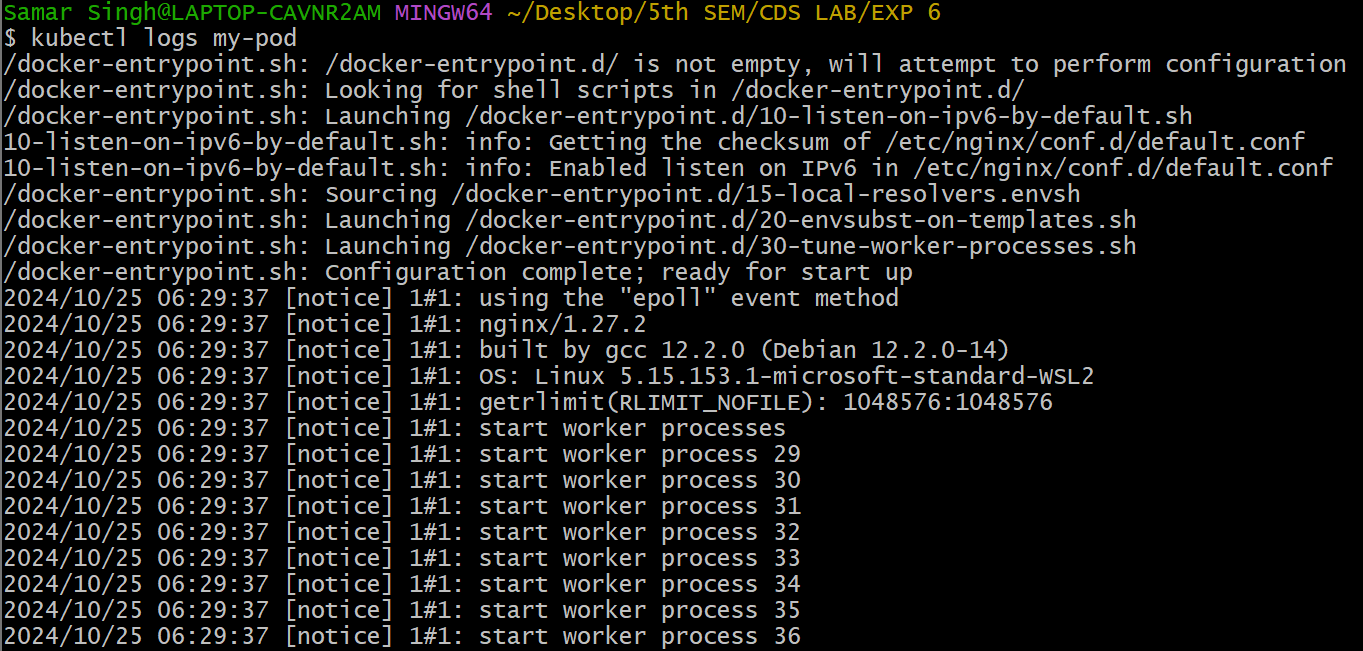 Samar Singh@LAPTOP-CAVNR2AM MINGW64 ~/Desktop/5th SEM/CDS LAB/EXP 6
$ kubectl logs my-pod
/docker-entrypoint.sh: /docker-entrypoint.d/ is not empty, will attempt to perform configuration
/docker-entrypoint.sh: Looking for shell scripts in /docker-entrypoint.d/
/docker-entrypoint.sh: Launching /docker-entrypoint.d/10-listen-on-ipv6-by-default.sh
10-listen-on-ipv6-by-default.sh: info: Getting the checksum of /etc/nginx/conf.d/default.conf
10-listen-on-ipv6-by-default.sh: info: Enabled listen on IPv6 in /etc/nginx/conf.d/default.conf
/docker-entrypoint.sh: Sourcing /docker-entrypoint.d/15-local-resolvers.envsh
/docker-entrypoint.sh: Launching /docker-entrypoint.d/20-envsubst-on-templates.sh
/docker-entrypoint.sh: Launching /docker-entrypoint.d/30-tune-worker-processes.sh
/docker-entrypoint.sh: Configuration complete; ready for start up
2024/10/25 06:29:37 [notice] 1#1: using the "epoll" event method
2024/10/25 06:29:37 [notice] 1#1: nginx/1.27.2
2024/10/25 06:29:37 [notice] 1#1: built by gcc 12.2.0 (Debian 12.2.0-14)
2024/10/25 06:29:37 [notice] 1#1: OS: Linux 5.15.153.1-microsoft-standard-WSL2
2024/10/25 06:29:37 [notice] 1#1: getrlimit(RLIMIT_NOFILE): 1048576:1048576
2024/10/25 06:29:37 [notice] 1#1: start worker processes
2024/10/25 06:29:37 [notice] 1#1: start worker process 29
2024/10/25 06:29:37 [notice] 1#1: start worker process 30
2024/10/25 06:29:37 [notice] 1#1: start worker process 31
2024/10/25 06:29:37 [notice] 1#1: start worker process 32
2024/10/25 06:29:37 [notice] 1#1: start worker process 33
2024/10/25 06:29:37 [notice] 1#1: start worker process 34
2024/10/25 06:29:37 [notice] 1#1: start worker process 35
2024/10/25 06:29:37 [notice] 1#1: start worker process 36